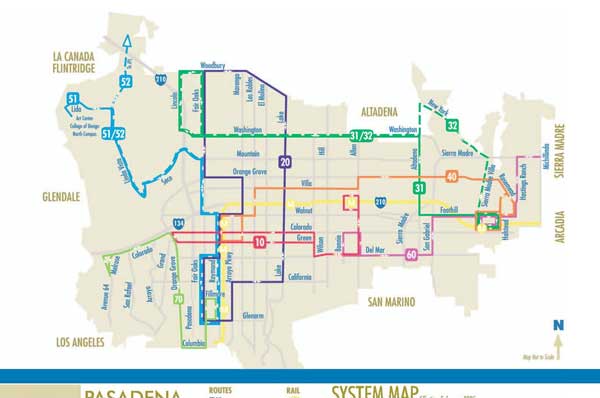 LA CANADA
FLINTRIDGE
Woodbury
52
210
51
Lida
Art Center
College of Design
North Campus
51/52
Linda Vista
Seco
Lincoln
Fair Oaks
Marengo
Los Robles
El Molino
Lake
Washington
31/32
Washington
ALTADENA
New York
32
Sierra Madre
Mountain
Orange Grove
20
Hill
Allen
Altadena
Sierra Madre Villa
Michillinda
SIERRA MADRE
Hastings Ranch
Rosemead
Villa
40
31
GLENDALE
Walnut
210
Foothill
134
Colorado
Green
10
Wilson
Bonnie
Del Mar
Sierra Madre
San Gabriel
60
Halstead
ARCADIA
Colorado
Melrose
Avenue 64
San Rafael
Arroyo
Grand
Orange Grove
70
Pasadena
Fair Oaks
Raymond
Arroyo Pkwy
Lake
California
Fillmore
Glenarm
Columbia
LOS ANGELES
SAN MARINO
N
Map Not to Scale
PASADENA
ROUTES
RAIL
SYSTEM MAP